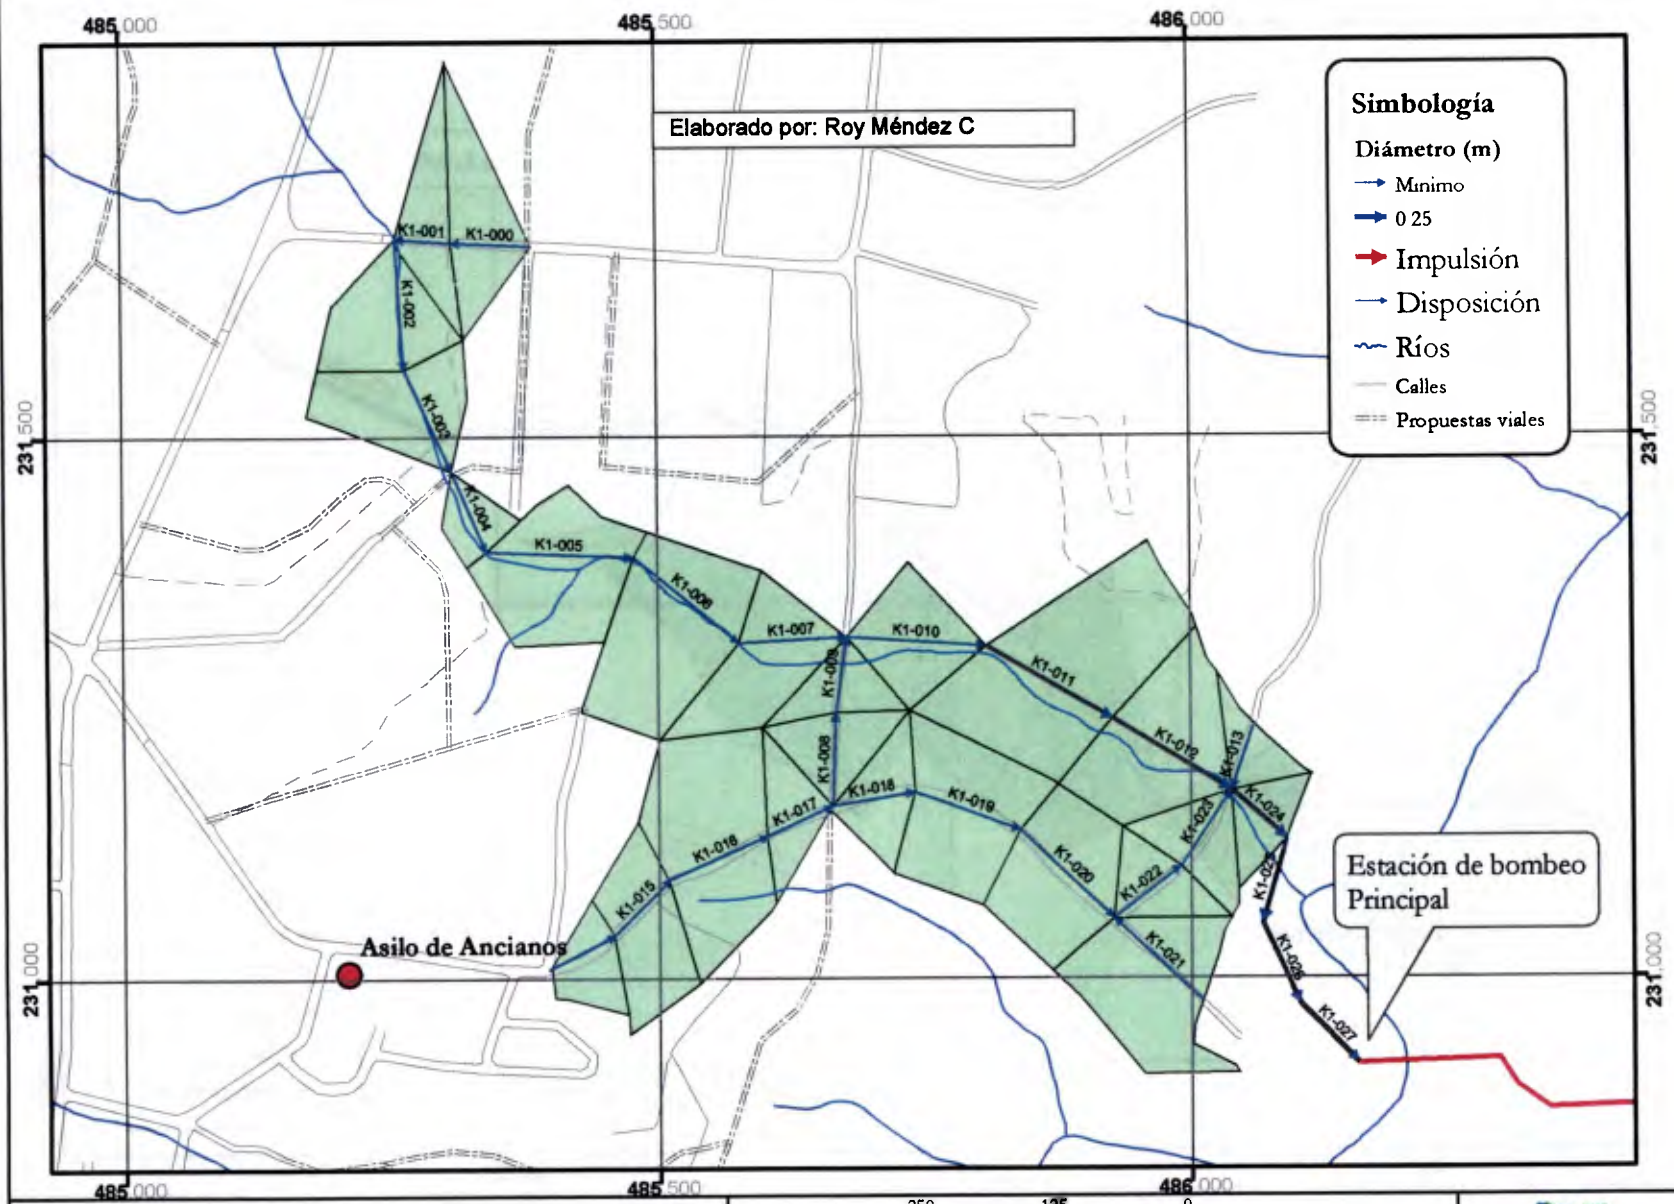 485,000
485,500
486,000
Elaborado por: Roy Méndez C
Simbología
Diámetro (m)
Minimo
0 25
Impulsión
Disposición
Ríos
Calles
Propuestas viales
231,500
231,500
K1-001
K1-000
K1-002
K1-003
K1-004
K1-005
K1-006
K1-007
K1-010
K1-009
K1-011
K1-012
K1-013
K1-008
K1-018
K1-017
K1-019
K1-016
K1-023
K1-024
K1-020
K1-022
K1-015
K1-025
K1-021
K1-026
K1-027
Estación de bombeo
Principal
Asilo de Ancianos
231,000
231,000
485,000
485,500
486,000